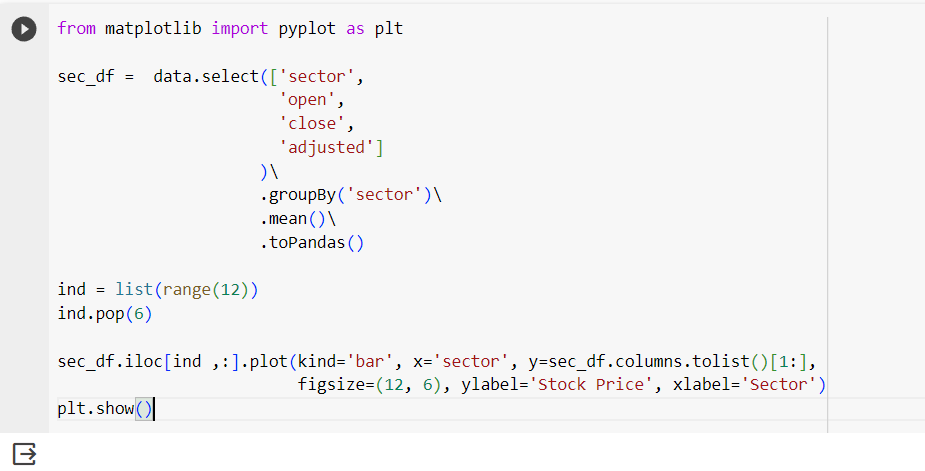 from matplotlib import pyplot as plt
sec_df =  data.select(['sector',
                       'open',
                       'close',
                       'adjusted']
                     )\
                     .groupBy('sector')\
                     .mean()\
                     .toPandas()
ind = list(range(12))
ind.pop(6)
sec_df.iloc[ind ,:].plot(kind='bar', x='sector', y=sec_df.columns.tolist()[1:],
                         figsize=(12, 6), ylabel='Stock Price', xlabel='Sector')
plt.show()